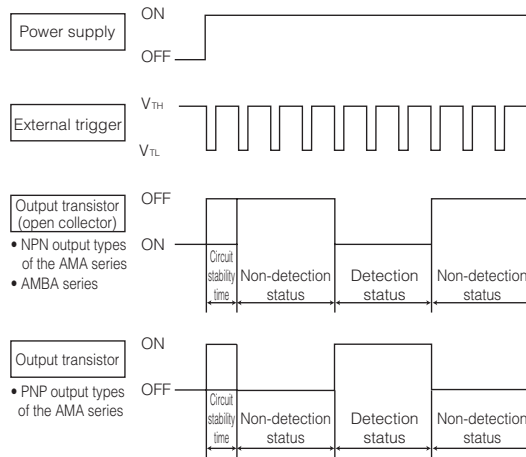 ON
Power supply
OFF
VTH
External trigger
VTL
Output transistor
(open collector)
OFF
ON
• NPN output types
of the AMA series
• AMBA series
Circuit
stability
time
Non-detection
status
Detection
status
Non-detection
status
Output transistor
ON
OFF
• PNP output types
of the AMA series
Circuit
stability
time
Non-detection
status
Detection
status
Non-detection
status